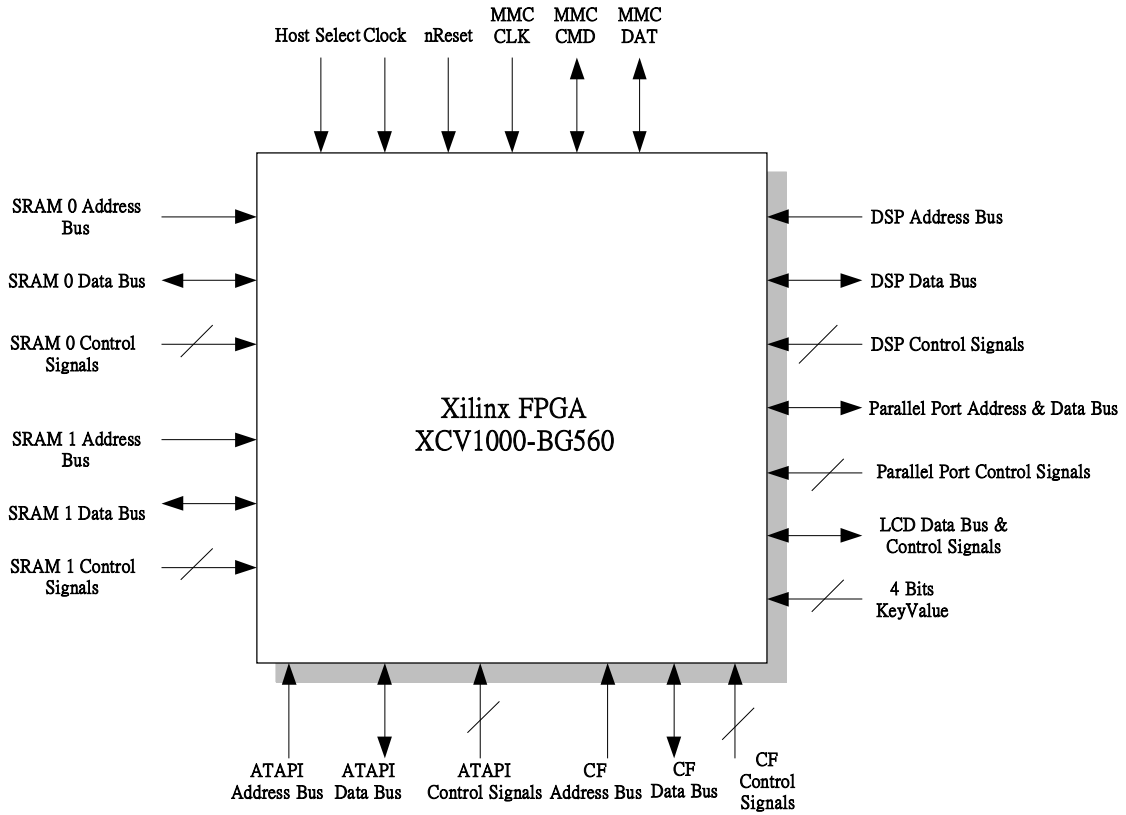 MMC
CLK
MMC
CMD
MMC
DAT
Host Select
Clock
nReset
SRAM 0 Address
Bus
SRAM 0 Data Bus
SRAM 0 Control
Signals
SRAM 1 Address
Bus
SRAM 1 Data Bus
SRAM 1 Control
Signals
Xilinx FPGA
XCV1000-BG560
DSP Address Bus
DSP Data Bus
DSP Control Signals
Parallel Port Address & Data Bus
Parallel Port Control Signals
LCD Data Bus &
Control Signals
4 Bits
KeyValue
ATAPI
Address Bus
ATAPI
Data Bus
ATAPI
Control Signals
CF
Address Bus
CF
Data Bus
CF
Control
Signals